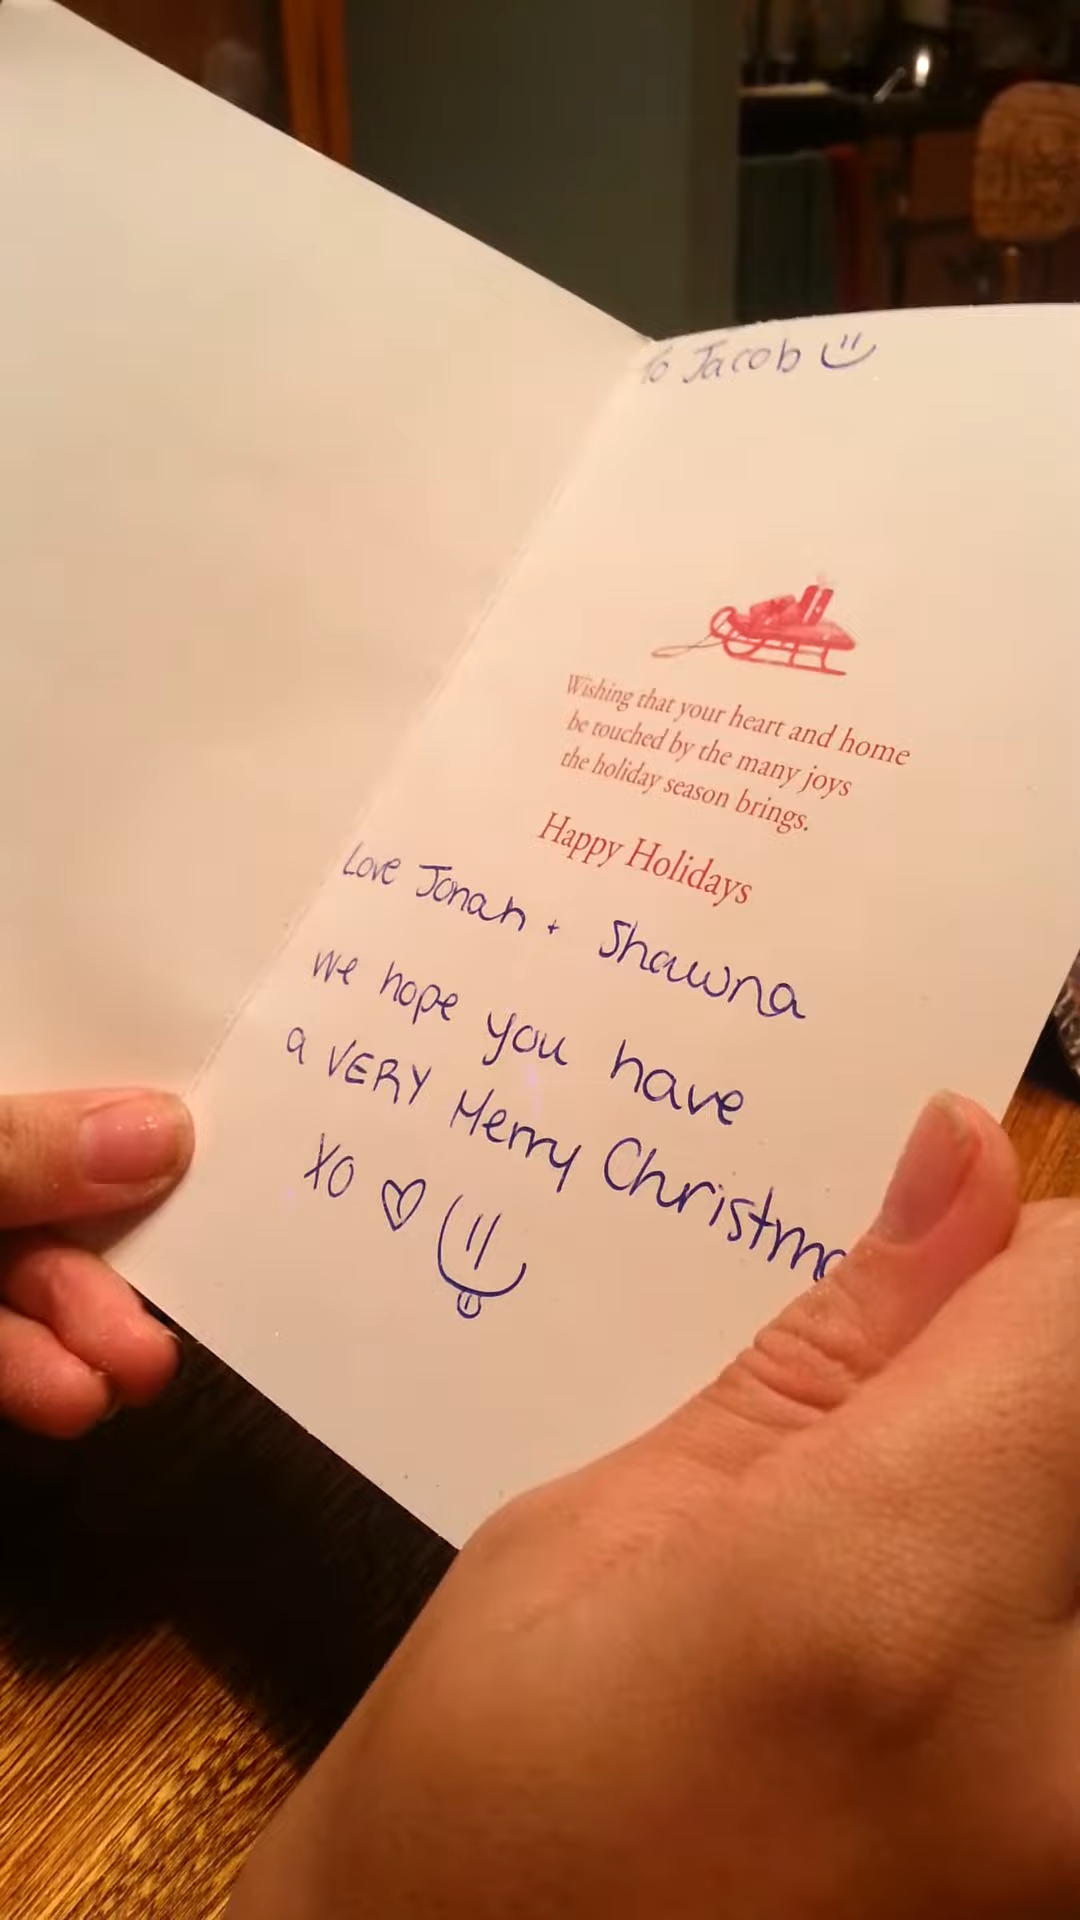 To Jacob
Wishing that your heart and home
be touched by the many joys
the holiday season brings.
Happy Holidays
Love Jonah + Shawna
We hope you have
a VERY Merry Christma
XO